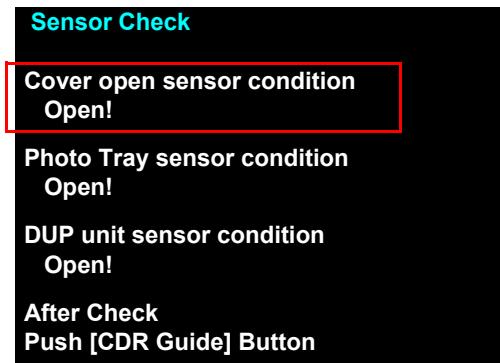 Sensor Check
Cover open sensor condition
Open!
Photo Tray sensor condition
Open!
DUP unit sensor condition
Open!
After Check
Push [CDR Guide] Button